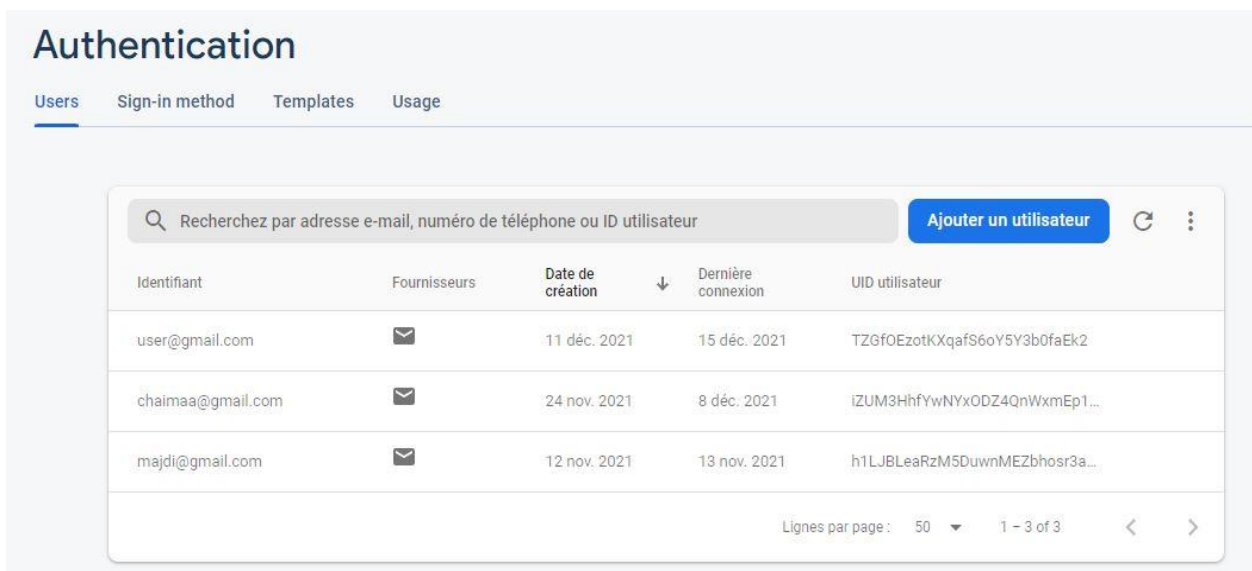 Authentication
Users Sign-in method Templates Usage
Recherchez par adresse e-mail, numéro de téléphone ou ID utilisateur Ajouter un utilisateur
Identifiant Fournisseurs Date de création Dernière connexion UID utilisateur
user@gmail.com 11 déc. 2021 15 déc. 2021 TZGfOEzotKXqafS6oY5Y3b0faEk2
chaimaa@gmail.com 24 nov. 2021 8 déc. 2021 iZUM3HhfYwNYxODZ4QnWxmEp1...
majdi@gmail.com 12 nov. 2021 13 nov. 2021 h1LJBLeaRzM5DuwnMEZbhosr3a...
Lignes par page : 50 1 – 3 of 3